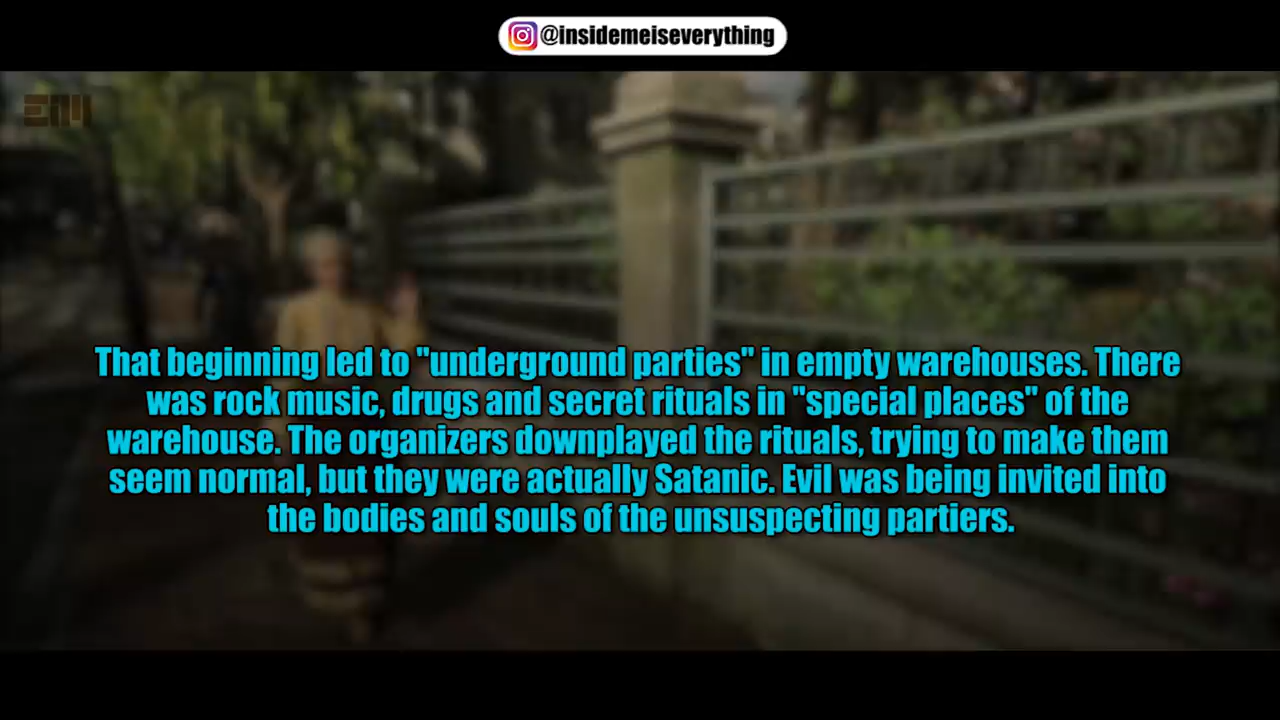 @insidemeiseverything
That beginning led to "underground parties" in empty warehouses. There
was rock music, drugs and secret rituals in "special places" of the
warehouse. The organizers downplayed the rituals, trying to make them
seem normal, but they were actually Satanic. Evil was being invited into
the bodies and souls of the unsuspecting partiers.